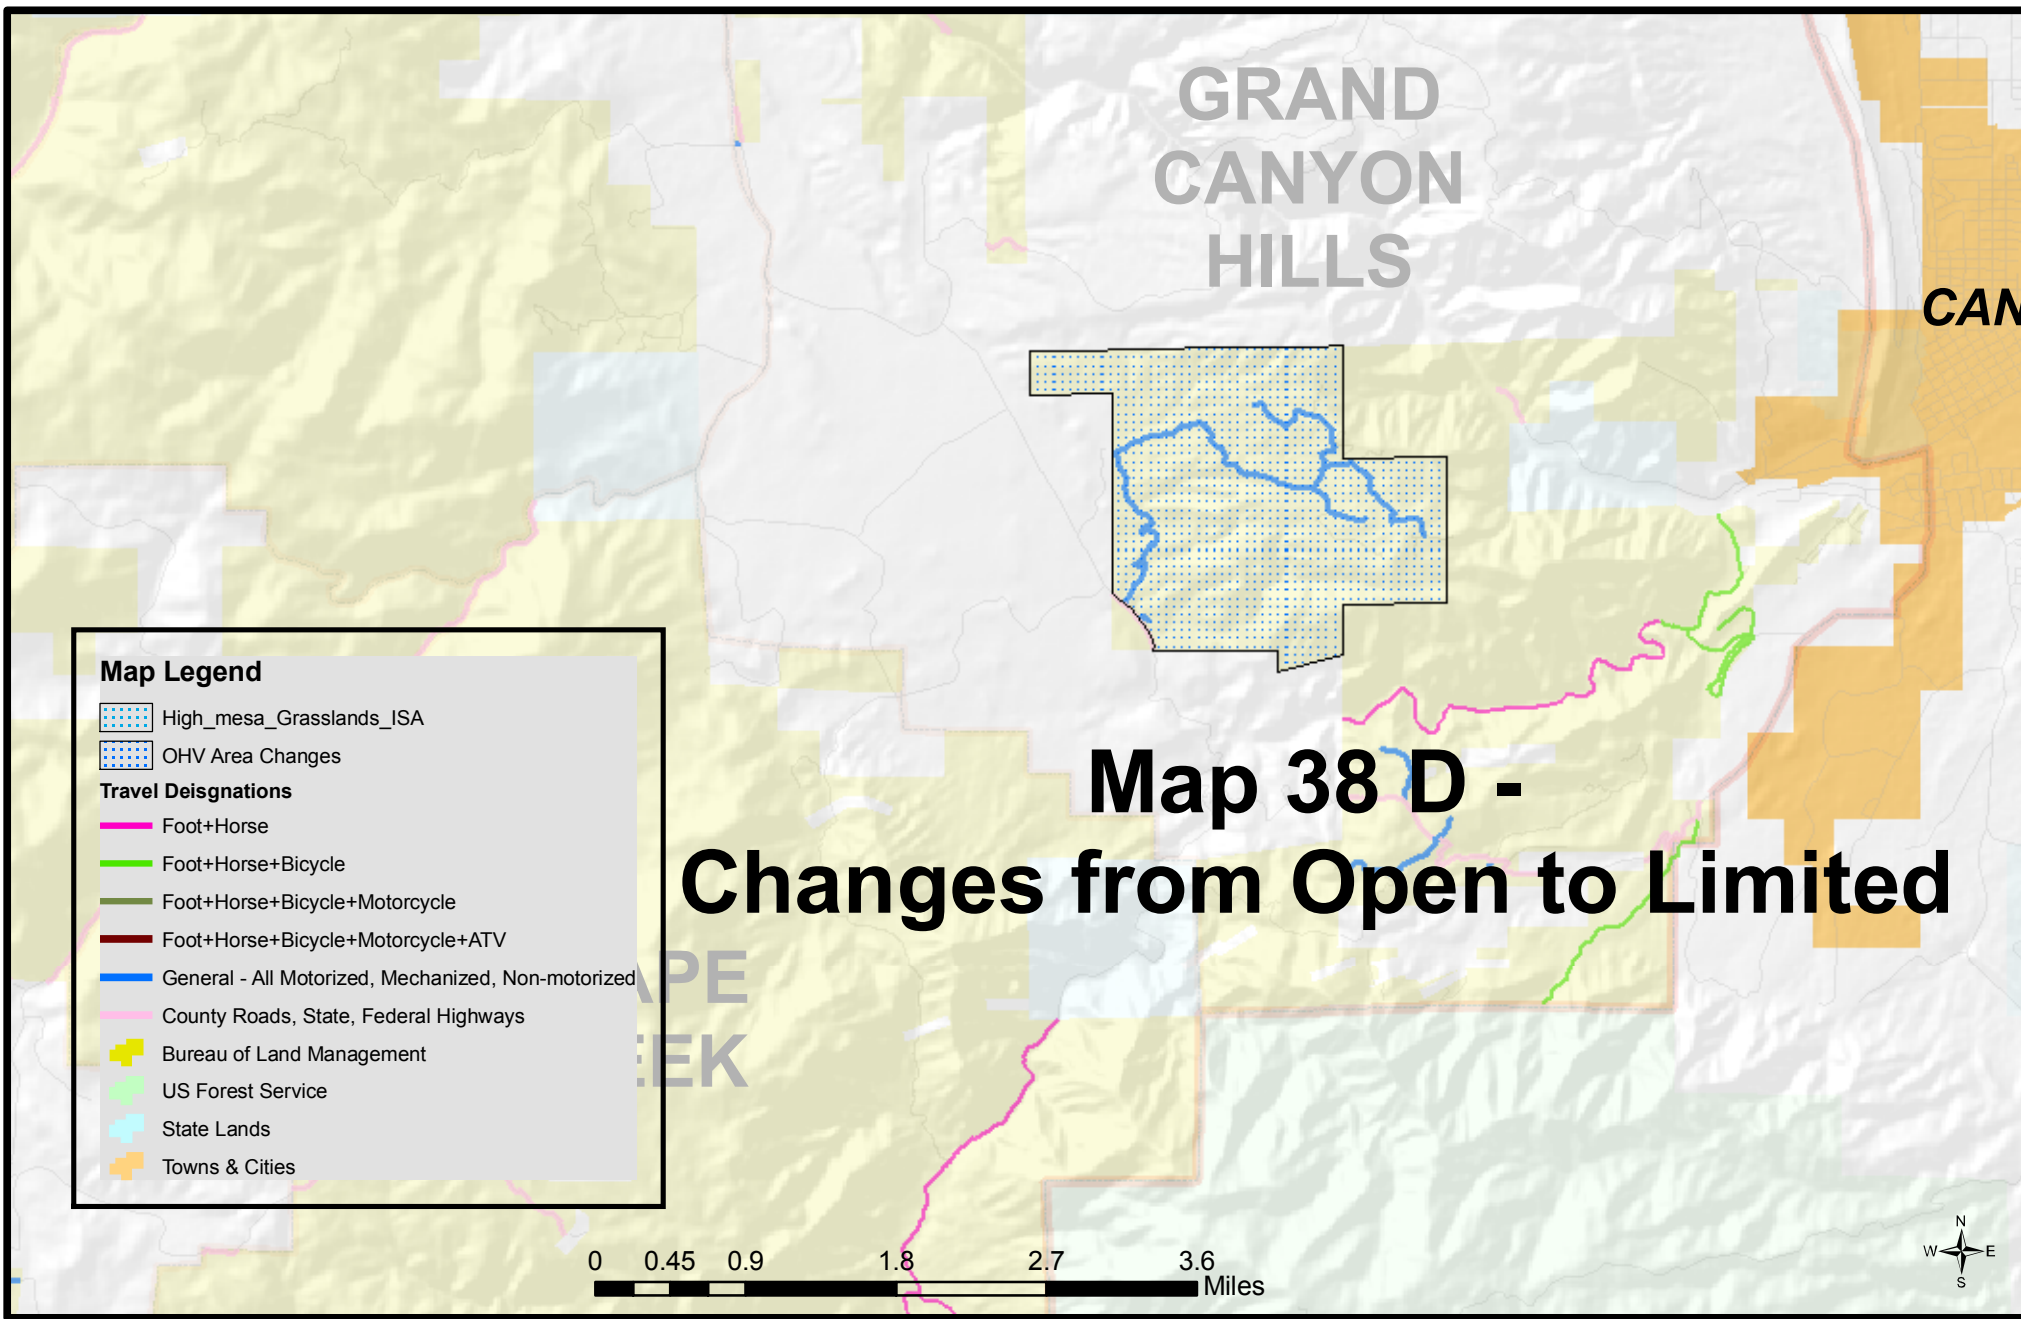 GRAND
CANYON
HILLS
CAN
Map Legend
High_mesa_Grasslands_ISA
OHV Area Changes
Travel Deisgnations
Foot+Horse
Foot+Horse+Bicycle
Foot+Horse+Bicycle+Motorcycle
Foot+Horse+Bicycle+Motorcycle+ATV
General - All Motorized, Mechanized, Non-motorized
County Roads, State, Federal Highways
Bureau of Land Management
US Forest Service
State Lands
Towns & Cities
Map 38 D -
Changes from Open to Limited
APE
EEK
0 0.45 0.9 1.8 2.7 3.6
Miles
N
W E
S